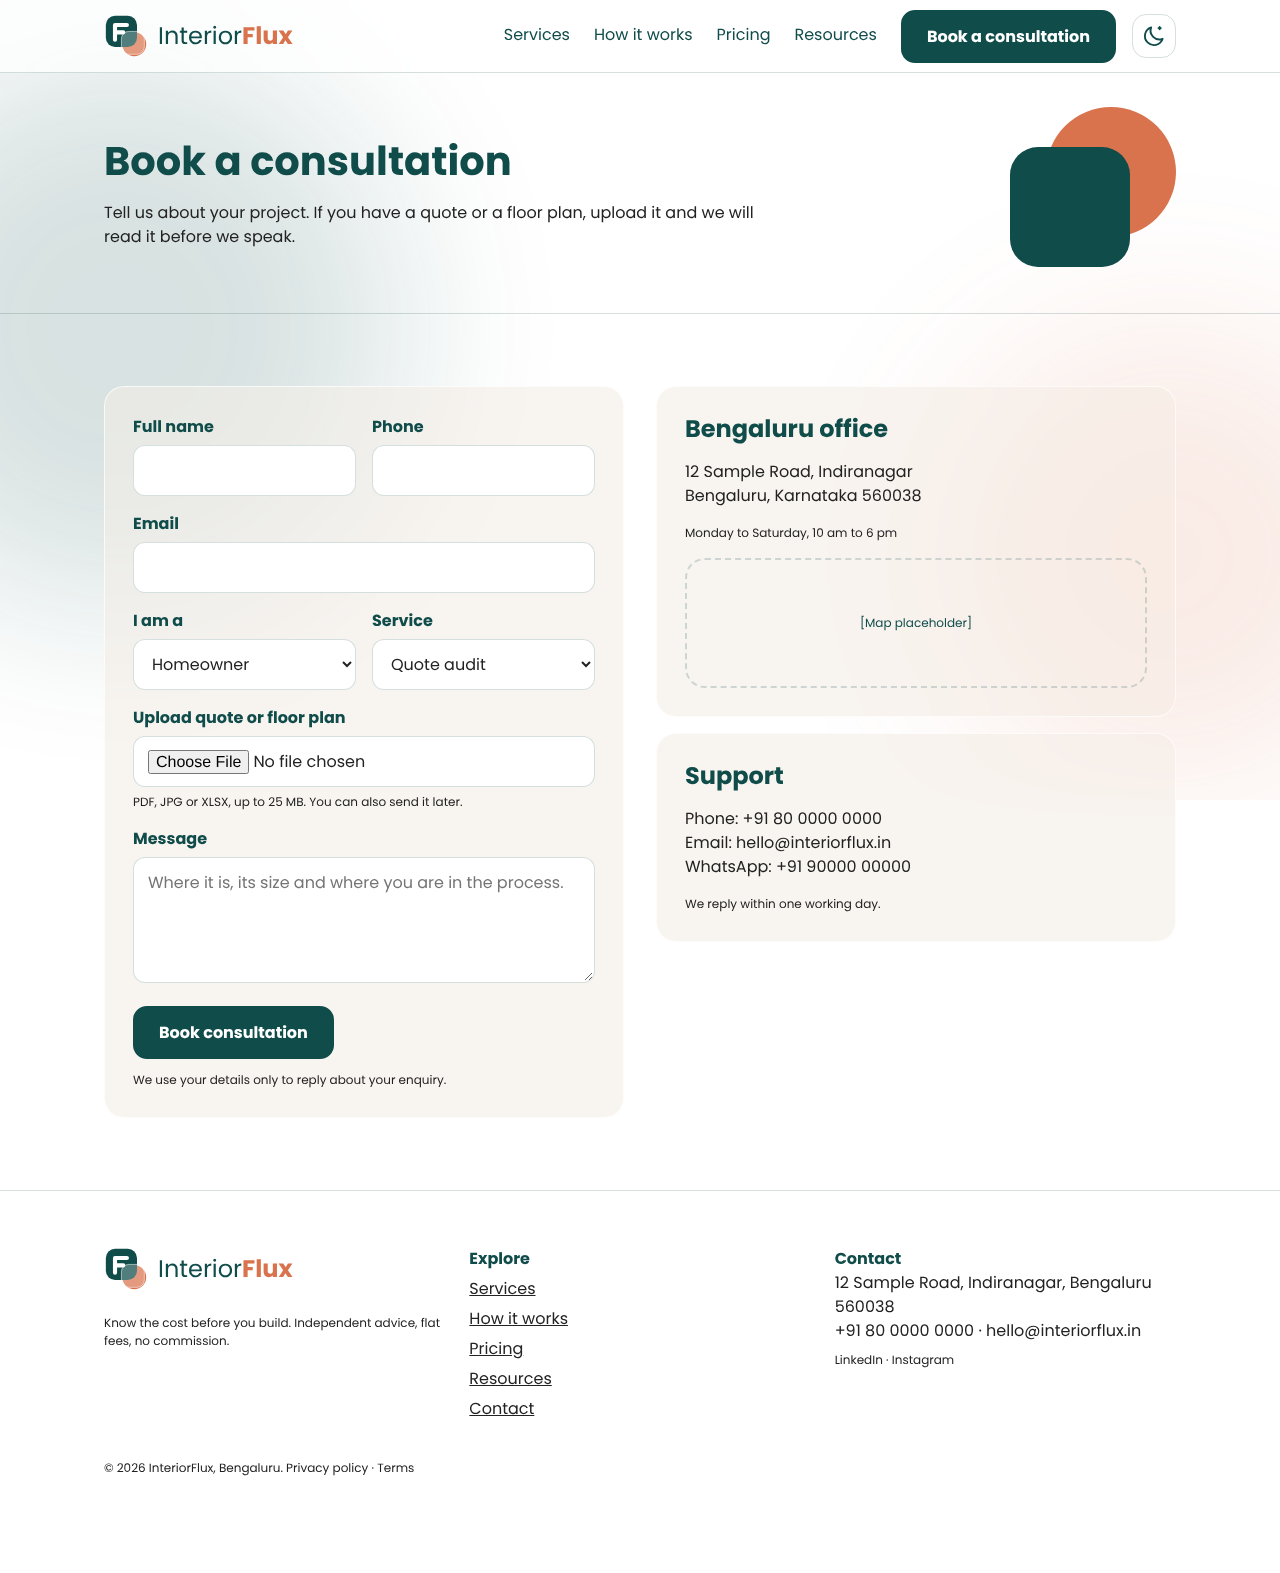 InteriorFlux
Services
How it works
Pricing
Resources
Book a consultation
Book a consultation
Tell us about your project. If you have a quote or a floor plan, upload it and we will
read it before we speak.
Full name
Phone
Email
I am a
Service
Homeowner
Quote audit
Upload quote or floor plan
Choose File No file chosen
PDF, JPG or XLSX, up to 25 MB. You can also send it later.
Message
Where it is, its size and where you are in the process.
Book consultation
We use your details only to reply about your enquiry.
Bengaluru office
12 Sample Road, Indiranagar
Bengaluru, Karnataka 560038
Monday to Saturday, 10 am to 6 pm
[Map placeholder]
Support
Phone: +91 80 0000 0000
Email: hello@interiorflux.in
WhatsApp: +91 90000 00000
We reply within one working day.
InteriorFlux
Know the cost before you build. Independent advice, flat
fees, no commission.
Explore
Services
How it works
Pricing
Resources
Contact
Contact
12 Sample Road, Indiranagar, Bengaluru
560038
+91 80 0000 0000 · hello@interiorflux.in
LinkedIn · Instagram
© 2026 InteriorFlux, Bengaluru. Privacy policy · Terms